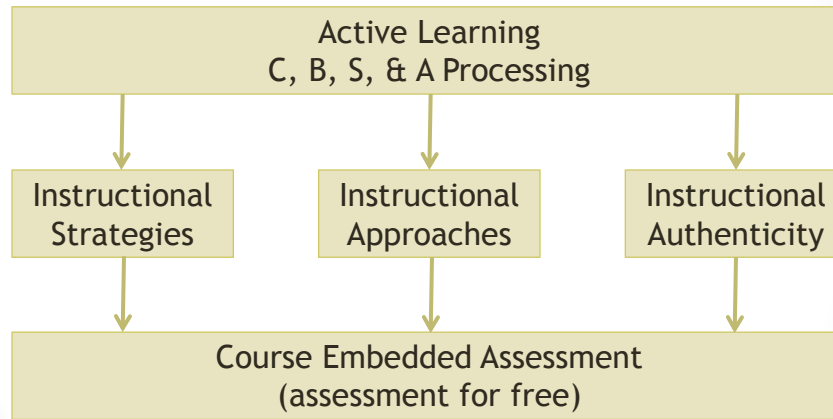 Active Learning
C, B, S, & A Processing
Instructional
Strategies
Instructional
Approaches
Instructional
Authenticity
Course Embedded Assessment
(assessment for free)